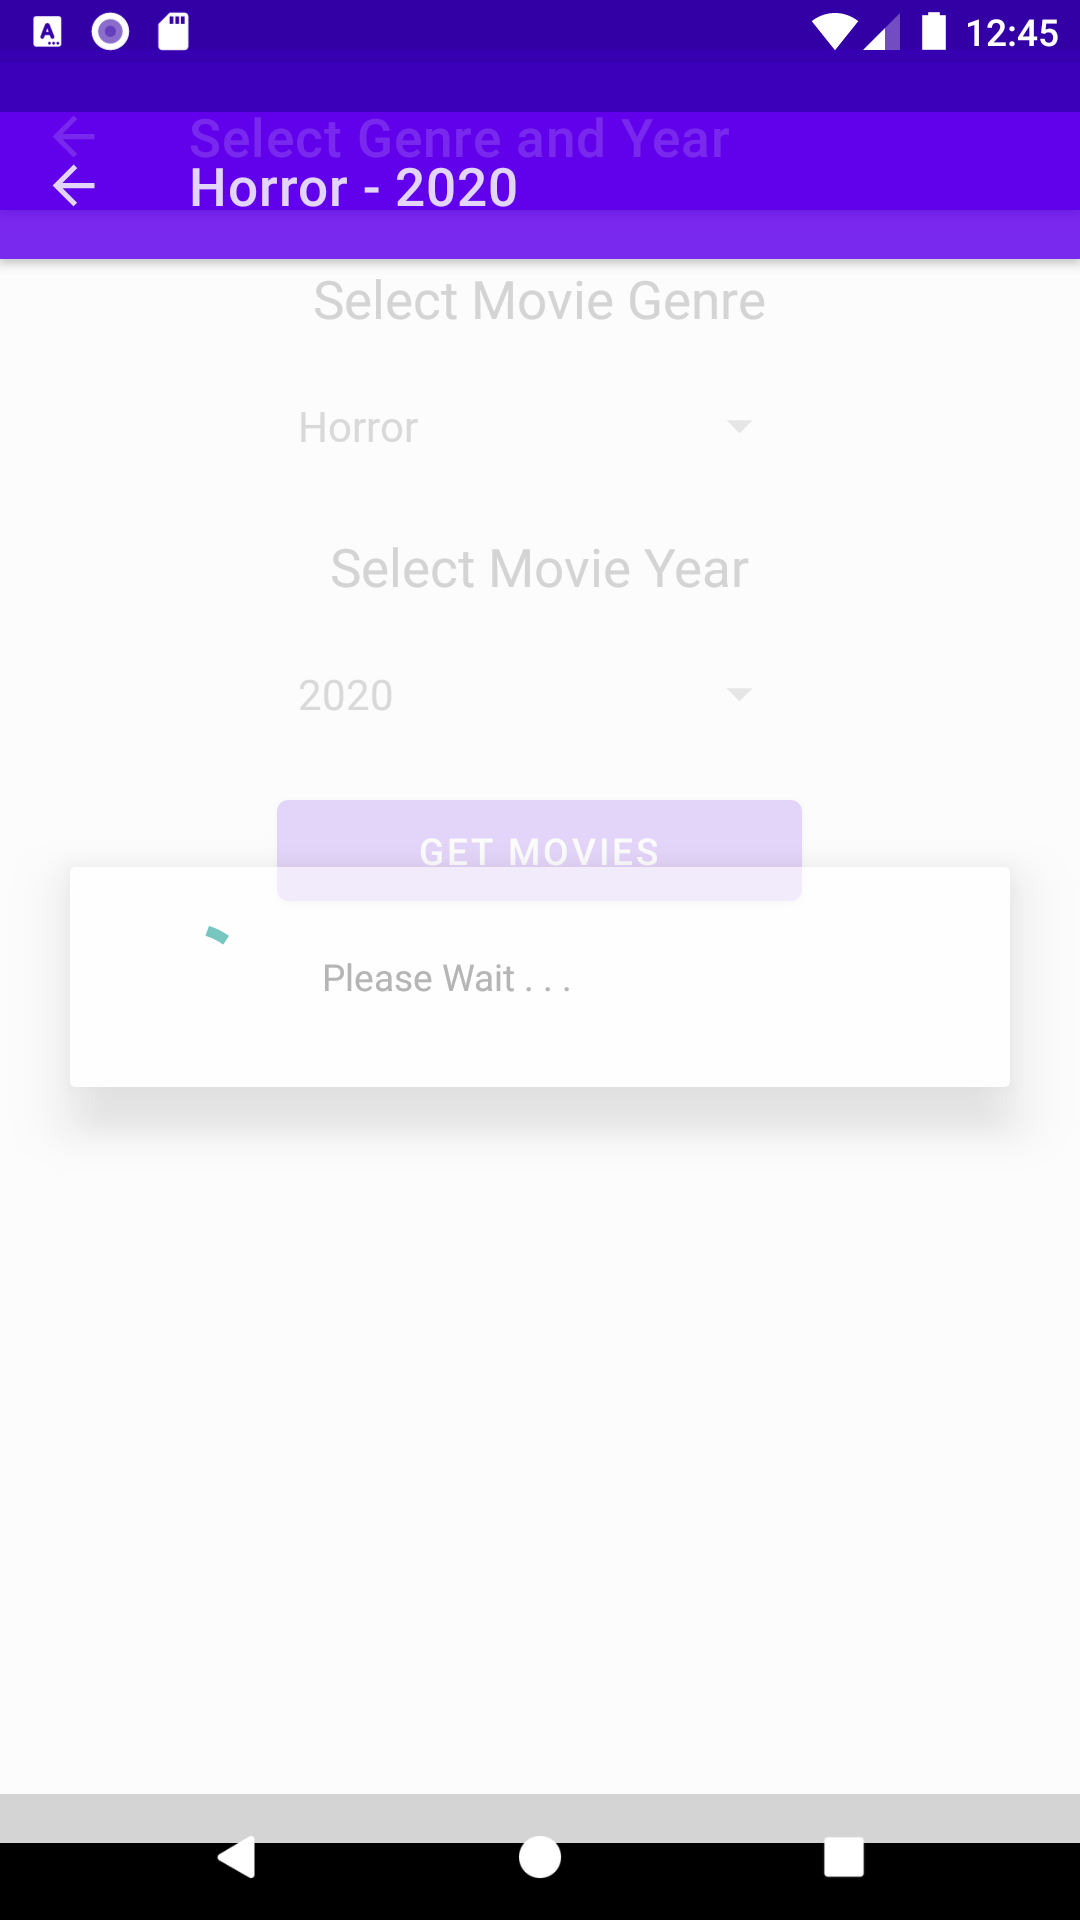 12:45
Select Genre and Year
Horror - 2020
Select Movie Genre
Horror
Select Movie Year
2020
GET MOVIES
Please Wait . . .